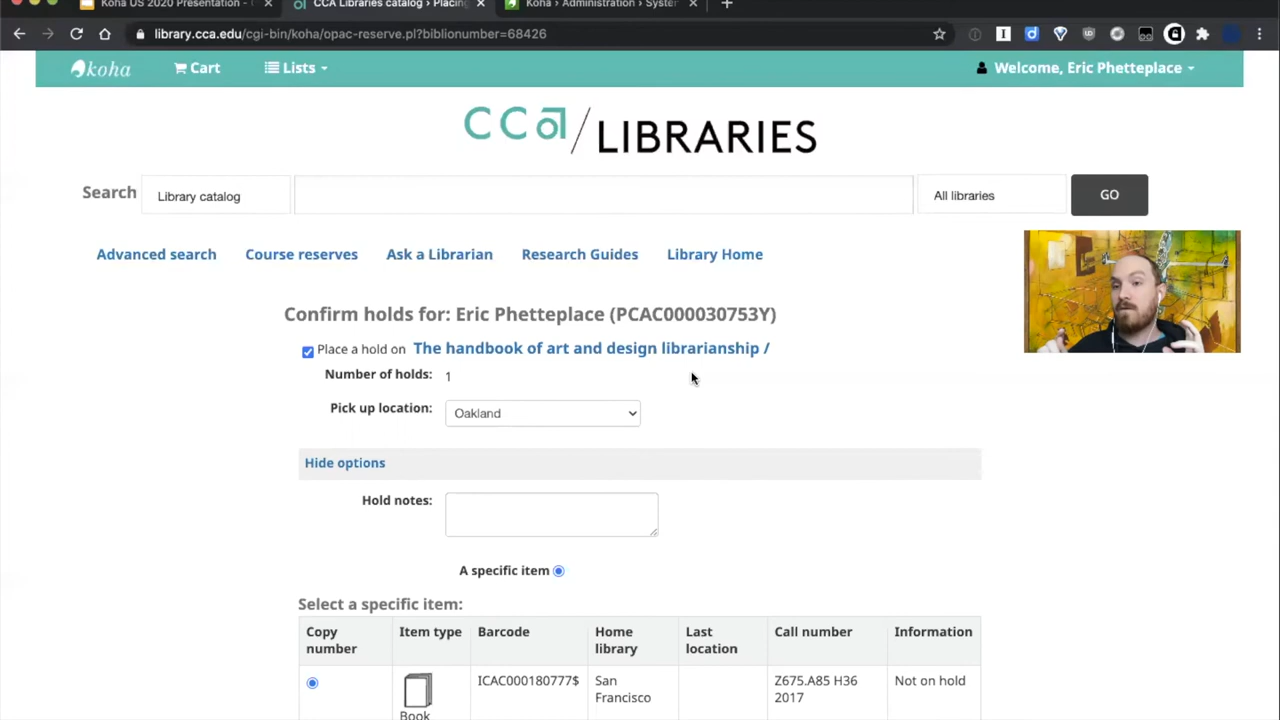 Koha US 2020 Presentation -
CCA Libraries catalog › Placing
Koha › Administration › Syste
library.cca.edu/cgi-bin/koha/opac-reserve.pl?biblionumber=68426
koha Cart Lists Welcome, Eric Phetteplace
CCA/LIBRARIES
Search Library catalog All libraries GO
Advanced search Course reserves Ask a Librarian Research Guides Library Home
Confirm holds for: Eric Phetteplace (PCAC000030753Y)
Place a hold on The handbook of art and design librarianship /
Number of holds: 1
Pick up location: Oakland
Hide options
Hold notes:
A specific item
Select a specific item:
Copy number Item type Barcode Home library Last location Call number Information
Book ICAC000180777$ San Francisco Z675.A85 H36 2017 Not on hold